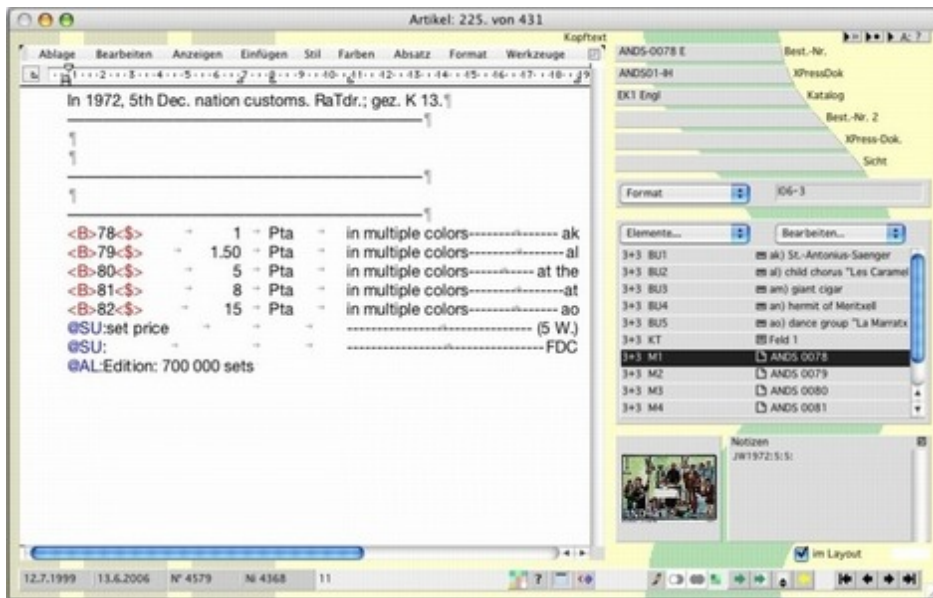 Artikel: 225. von 431
Kopftext
Ablage Bearbeiten Anzeigen Einfügen Stil Farben Absatz Format Werkzeuge
In 1972, 5th Dec. nation customs. RaTdr.; gez. K 13.¶
¶
¶
¶
¶
¶
¶
<B>78<$> 1 Pta in multiple colors ak
<B>79<$> 1.50 Pta in multiple colors al
<B>80<$> 5 Pta in multiple colors at the
<B>81<$> 8 Pta in multiple colors at
<B>82<$> 15 Pta in multiple colors ao
@SU:set price (5 W.)
@SU: FDC
@AL:Edition: 700 000 sets
A: ?
ANDS-0078 E Best.-Nr.
ANDS01-IH XPressDok
EK1 Engl Katalog
Best.-Nr. 2
XPress-Dok.
Sicht
Format I06-3
Elemente... Bearbeiten...
3+3 BU1 ak) St.-Antonius-Saenger
3+3 BU2 al) child chorus "Les Caramel
3+3 BU3 am) giant cigar
3+3 BU4 an) hermit of Meritxell
3+3 BU5 ao) dance group "La Marratx
3+3 KT Feld 1
3+3 M1 ANDS 0078
3+3 M2 ANDS 0079
3+3 M3 ANDS 0080
3+3 M4 ANDS 0081
Notizen
JW1972:S:S:
im Layout
12.7.1999 13.6.2006 N° 4579 Ni 4368 11 ?